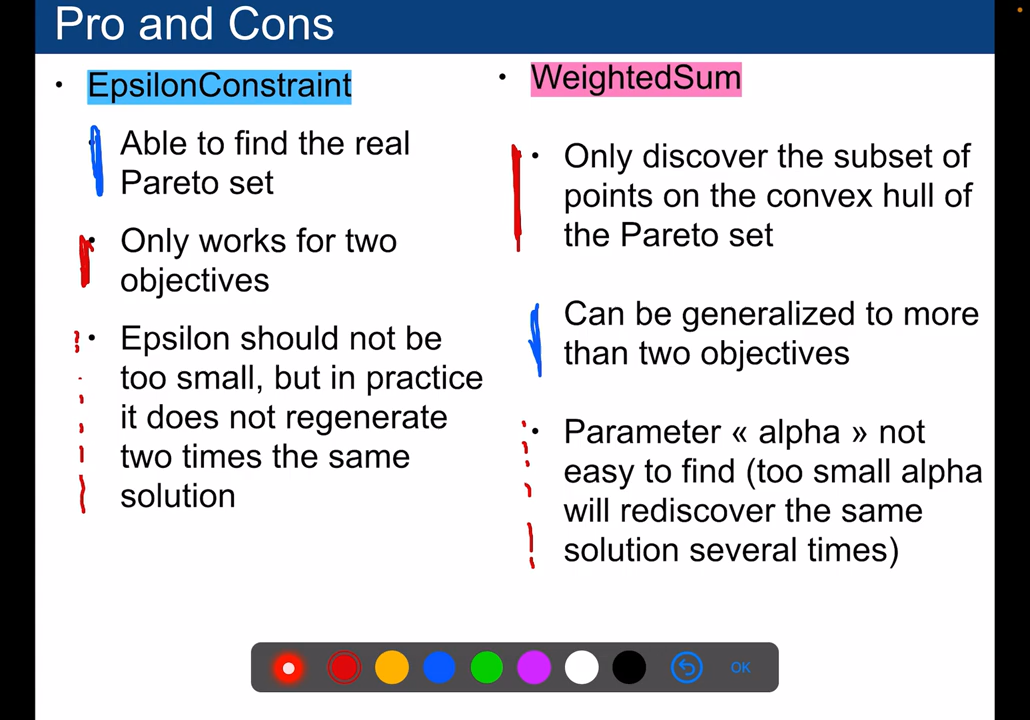 Pro and Cons
• EpsilonConstraint
• Able to find the real
Pareto set
• Only works for two
objectives
• Epsilon should not be
too small, but in practice
it does not regenerate
two times the same
solution
• WeightedSum
• Only discover the subset of
points on the convex hull of
the Pareto set
Can be generalized to more
than two objectives
• Parameter « alpha » not
easy to find (too small alpha
will rediscover the same
solution several times)
OK